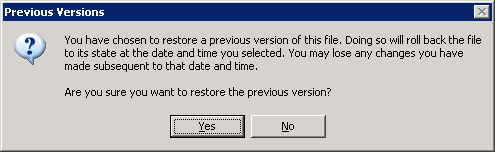 Previous Versions
You have chosen to restore a previous version of this file. Doing so will roll back the file
to its state at the date and time you selected. You may lose any changes you have
made subsequent to that date and time.
Are you sure you want to restore the previous version?
Yes No